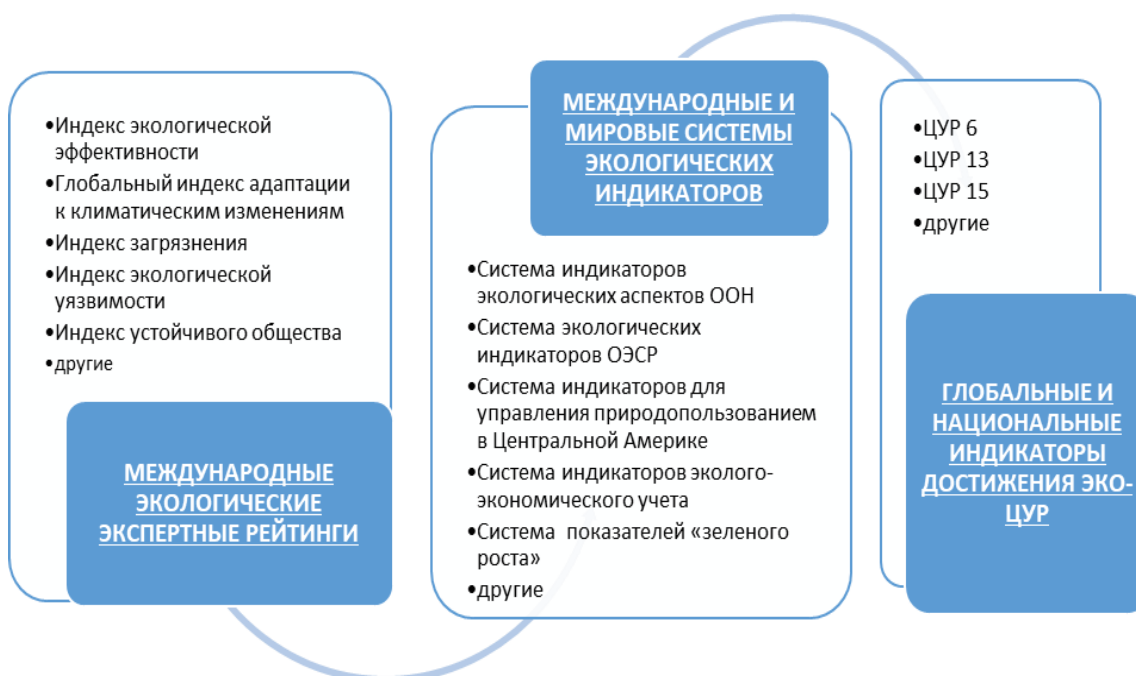 •Индекс экологической
эффективности
•Глобальный индекс адаптации
к климатическим изменениям
•Индекс загрязнения
•Индекс экологической
уязвимости
•Индекс устойчивого общества
•другие
МЕЖДУНАРОДНЫЕ
ЭКОЛОГИЧЕСКИЕ
ЭКСПЕРТНЫЕ РЕЙТИНГИ
МЕЖДУНАРОДНЫЕ И
МИРОВЫЕ СИСТЕМЫ
ЭКОЛОГИЧЕСКИХ
ИНДИКАТОРОВ
•Система индикаторов
экологических аспектов ООН
•Система экологических
индикаторов ОЭСР
•Система индикаторов для
управления природопользованием
в Центральной Америке
•Система индикаторов эколого-
экономического учета
•Система показателей «зеленого
роста»
•другие
•ЦУР 6
•ЦУР 13
•ЦУР 15
•другие
ГЛОБАЛЬНЫЕ И
НАЦИОНАЛЬНЫЕ
ИНДИКАТОРЫ
ДОСТИЖЕНИЯ ЭКО-
ЦУР